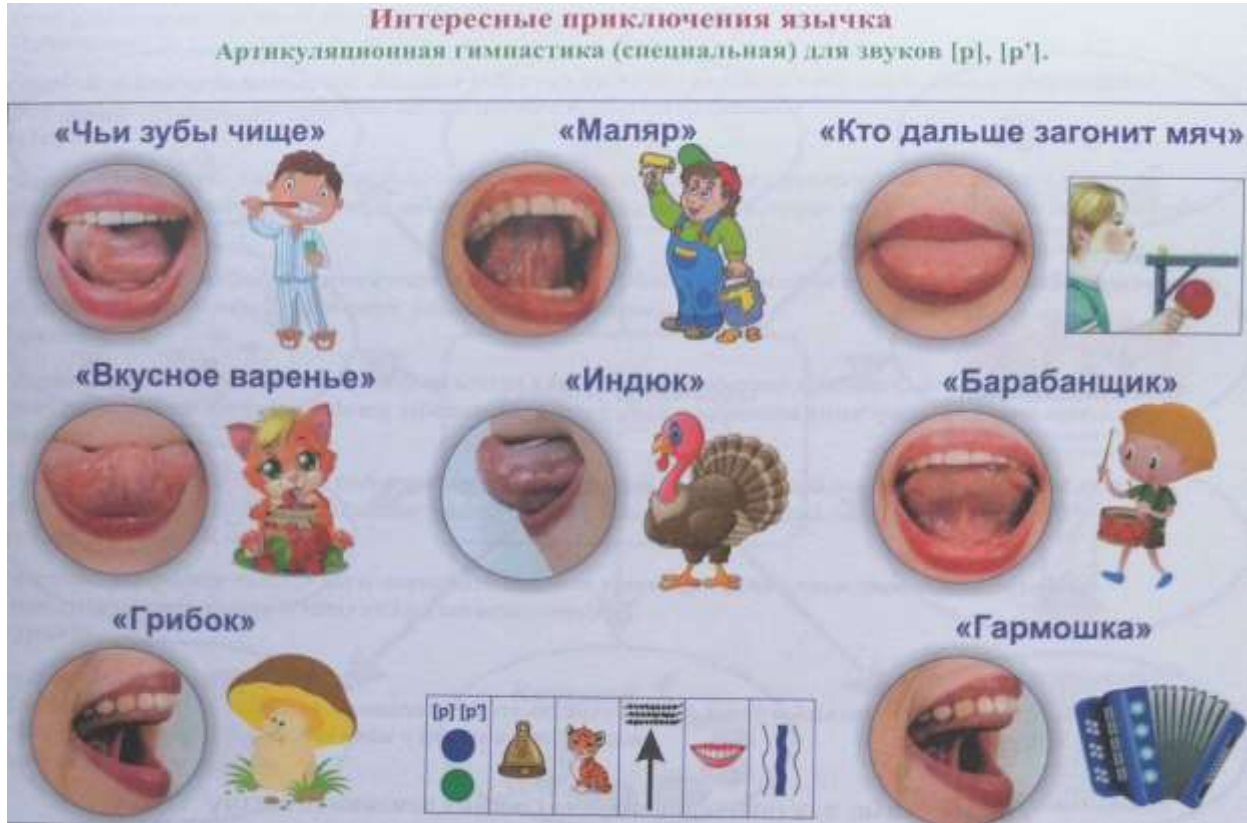 Интересные приключения язычка
Артикуляционная гимнастика (специальная) для звуков [р], [р'].
«Чьи зубы чище»
«Маляр»
«Кто дальше загонит мяч»
«Вкусное варенье»
«Индюк»
«Барабанщик»
«Грибок»
«Гармошка»
[р] [р']